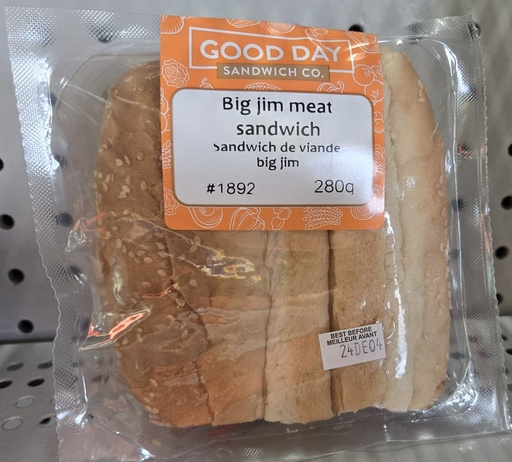 GOOD DAY
SANDWICH CO.
Big jim meat
sandwich
Sandwich de viande
big jim
#1892 280g
BEST BEFORE
MEILLEUR AVANT
24DE04